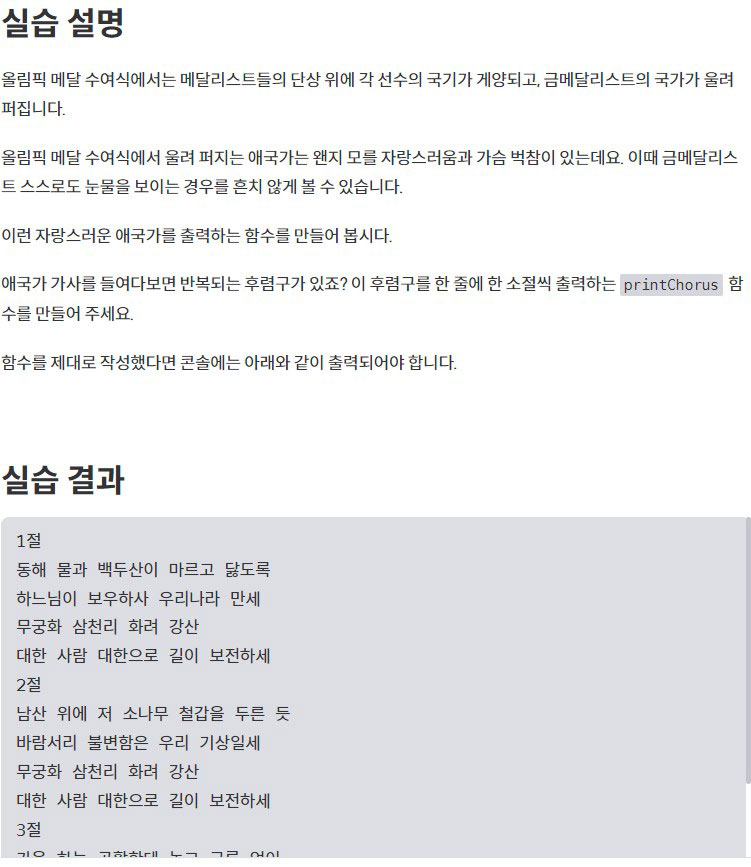 실습 설명
올림픽 메달 수여식에서는 메달리스트들의 단상 위에 각 선수의 국기가 게양되고, 금메달리스트의 국가가 울려
퍼집니다.
올림픽 메달 수여식에서 울려 퍼지는 애국가는 왠지 모를 자랑스러움과 가슴 벅참이 있는데요. 이때 금메달리스
트 스스로도 눈물을 보이는 경우를 흔치 않게 볼 수 있습니다.
이런 자랑스러운 애국가를 출력하는 함수를 만들어 봅시다.
애국가 가사를 들여다보면 반복되는 후렴구가 있죠? 이 후렴구를 한 줄에 한 소절씩 출력하는 printChorus 함
수를 만들어 주세요.
함수를 제대로 작성했다면 콘솔에는 아래와 같이 출력되어야 합니다.
실습 결과
1절
동해 물과 백두산이 마르고 닳도록
하느님이 보우하사 우리나라 만세
무궁화 삼천리 화려 강산
대한 사람 대한으로 길이 보전하세
2절
남산 위에 저 소나무 철갑을 두른 듯
바람서리 불변함은 우리 기상일세
무궁화 삼천리 화려 강산
대한 사람 대한으로 길이 보전하세
3절